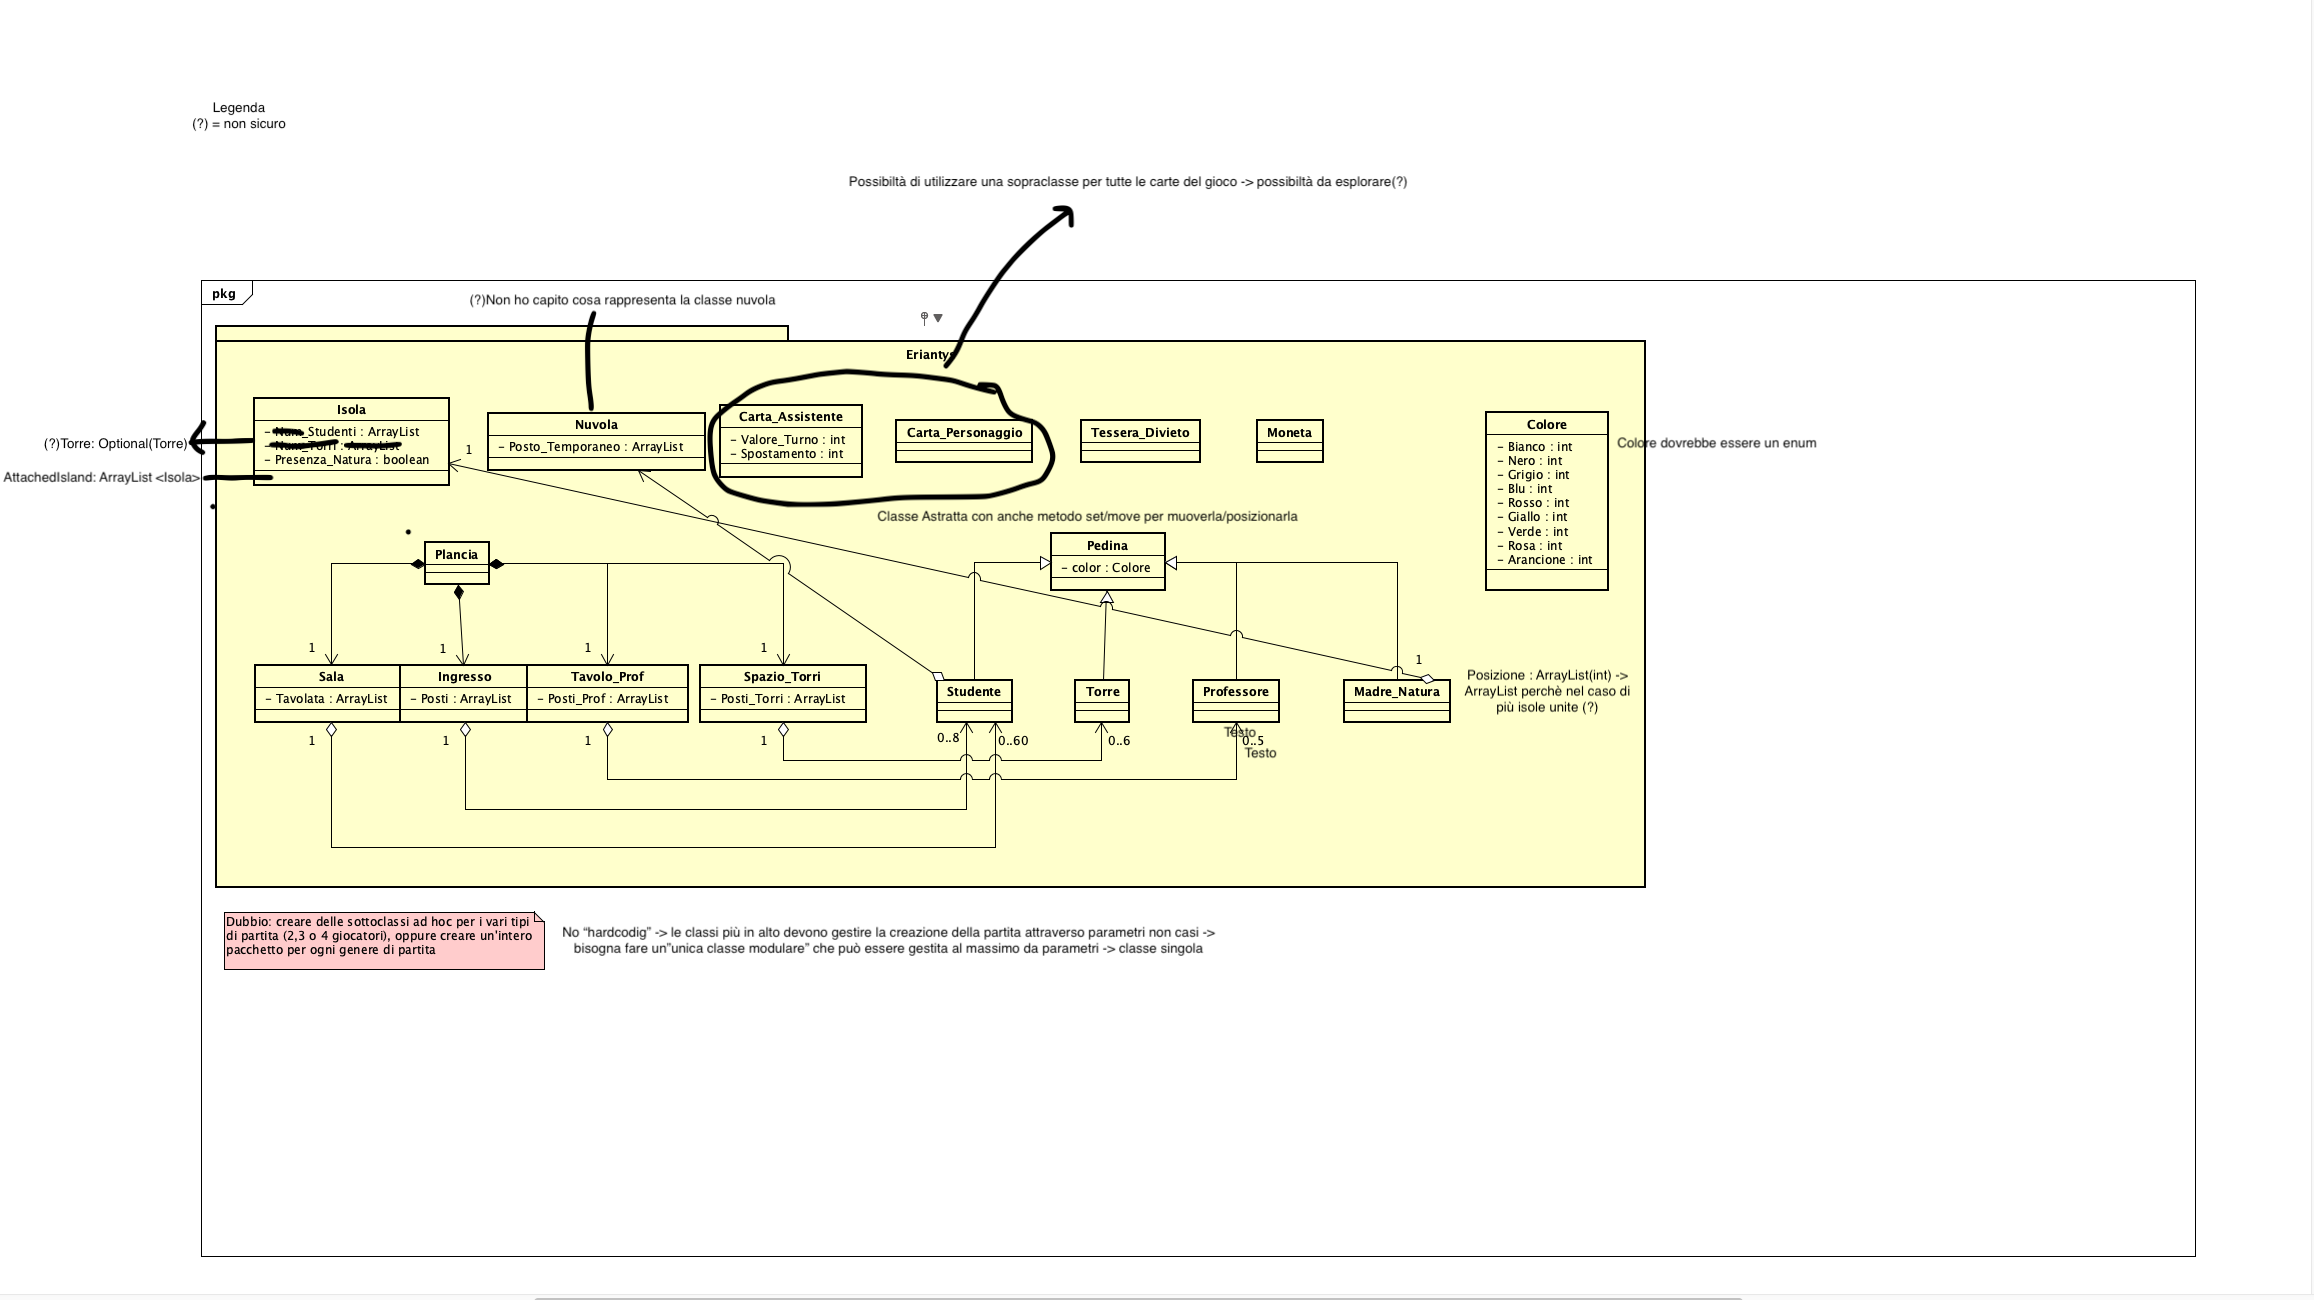 Legenda
(?) = non sicuro
Possibiltà di utilizzare una sopraclasse per tutte le carte del gioco -> possibiltà da esplorare(?)
pkg
(?)Non ho capito cosa rappresenta la classe nuvola
Eriantys
Isola
- Num_Studenti : ArrayList
- Num_Torri : ArrayList
- Presenza_Natura : boolean
(?)Torre: Optional(Torre)
AttachedIsland: ArrayList <Isola>
1
Nuvola
- Posto_Temporaneo : ArrayList
Carta_Assistente
- Valore_Turno : int
- Spostamento : int
Carta_Personaggio
Tessera_Divieto
Moneta
Colore
- Bianco : int
- Nero : int
- Grigio : int
- Blu : int
- Rosso : int
- Giallo : int
- Verde : int
- Rosa : int
- Arancione : int
Colore dovrebbe essere un enum
Classe Astratta con anche metodo set/move per muoverla/posizionarla
Plancia
Pedina
- color : Colore
1
1
1
1
1
Sala
- Tavolata : ArrayList
Ingresso
- Posti : ArrayList
Tavolo_Prof
- Posti_Prof : ArrayList
Spazio_Torri
- Posti_Torri : ArrayList
Studente
Torre
Professore
Madre_Natura
Posizione : ArrayList(int) ->
ArrayList perchè nel caso di
più isole unite (?)
1
1
1
1
0..8
0..60
0..6
Testo
0..5
Testo
Dubbio: creare delle sottoclassi ad hoc per i vari tipi
di partita (2,3 o 4 giocatori), oppure creare un'intero
pacchetto per ogni genere di partita
No “hardcodig” -> le classi più in alto devono gestire la creazione della partita attraverso parametri non casi ->
bisogna fare un”unica classe modulare” che può essere gestita al massimo da parametri -> classe singola